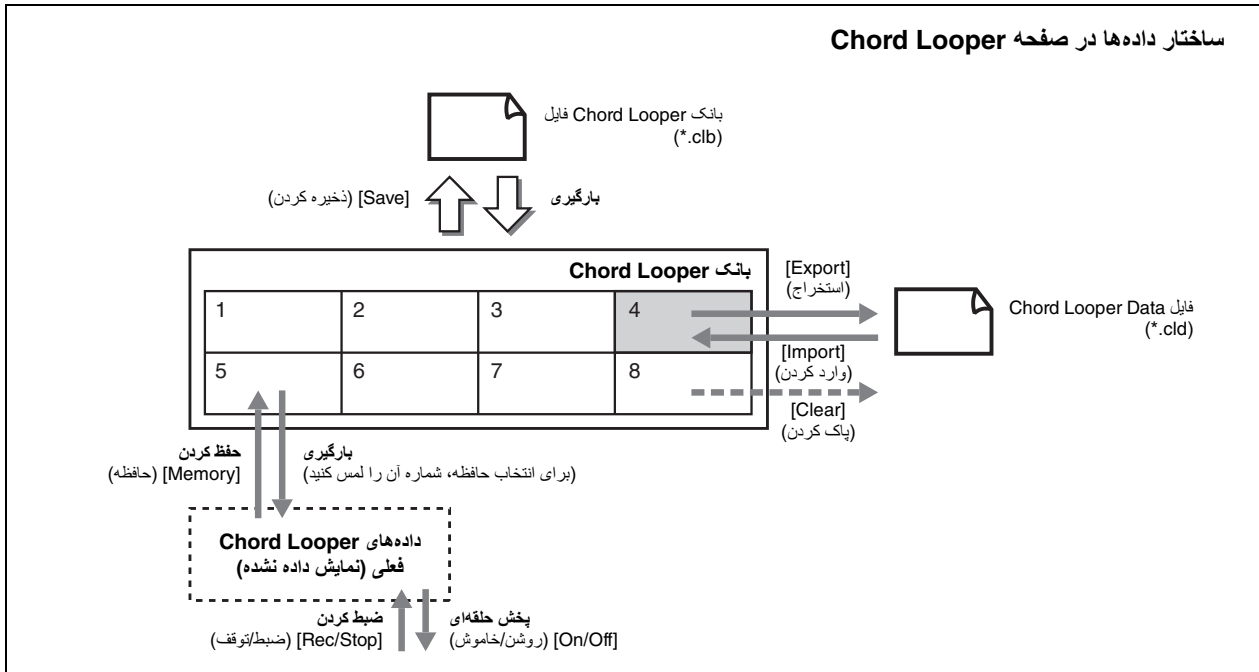 ساختار داده‌ها در صفحه Chord Looper
بانک Chord Looper فایل
(*.clb)
[Save] (ذخیره کردن)
بارگیری
بانک Chord Looper
1
2
3
4
5
6
7
8
[Export]
(استخراج)
[Import]
(وارد کردن)
[Clear]
(پاک کردن)
فایل Chord Looper Data
(*.cld)
حفظ کردن
[Memory] (حافظه)
بارگیری
(برای انتخاب حافظه، شماره آن را لمس کنید)
داده‌های Chord Looper
فعلی (نمایش داده نشده)
ضبط کردن
[Rec/Stop] (ضبط/توقف)
پخش حلقه‌ای
[On/Off] (روشن/خاموش)